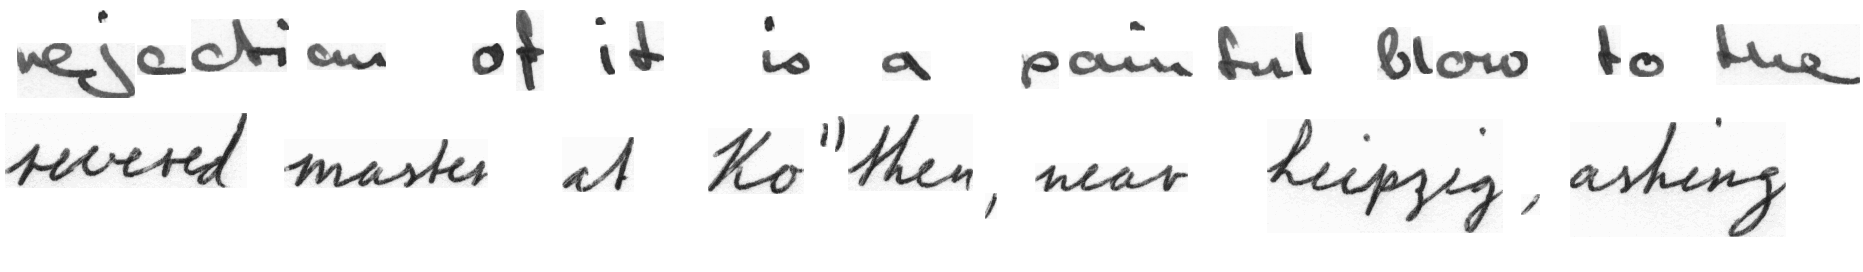 rejection of it is a painful blow to the
revered master at Ko"then, near Leipzig, asking